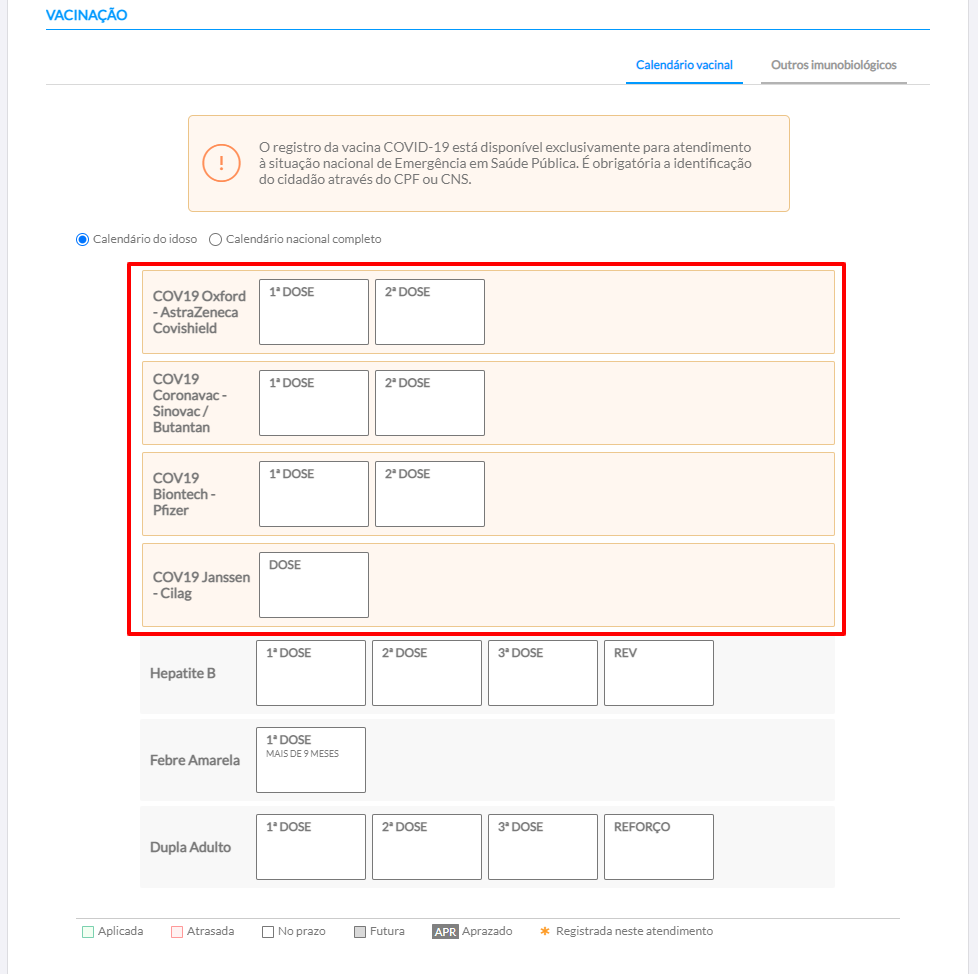 VACINAÇÃO
Calendário vacinal
Outros imunobiológicos
!
O registro da vacina COVID-19 está disponível exclusivamente para atendimento
à situação nacional de Emergência em Saúde Pública. É obrigatória a identificação
do cidadão através do CPF ou CNS.
Calendário do idoso
Calendário nacional completo
COV19 Oxford
- AstraZeneca
Covishield
1ª DOSE
2ª DOSE
COV19
Coronavac -
Sinovac /
Butantan
1ª DOSE
2ª DOSE
COV19
Biontech -
Pfizer
1ª DOSE
2ª DOSE
COV19 Janssen
- Cilag
DOSE
Hepatite B
1ª DOSE
2ª DOSE
3ª DOSE
REV
Febre Amarela
1ª DOSE
MAIS DE 9 MESES
Dupla Adulto
1ª DOSE
2ª DOSE
3ª DOSE
REFORÇO
Aplicada
Atrasada
No prazo
Futura
APR Aprazado
* Registrada neste atendimento